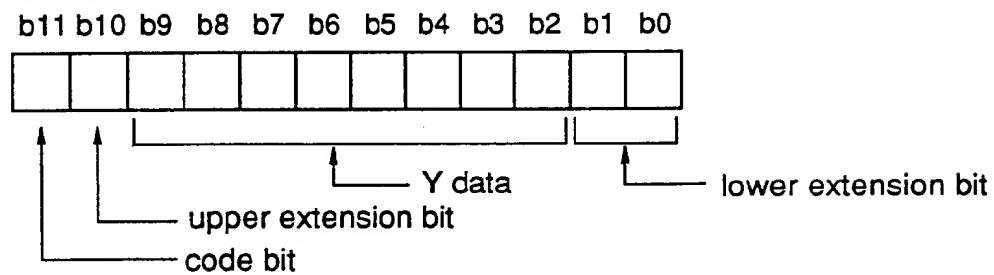 b11 b10 b9 b8 b7 b6 b5 b4 b3 b2 b1 b0
Y data
lower extension bit
upper extension bit
code bit